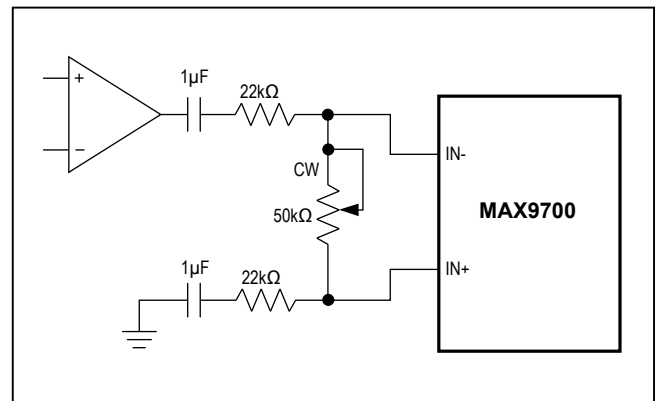 +
−
1µF
22kΩ
CW
50kΩ
1µF
22kΩ
IN-
MAX9700
IN+